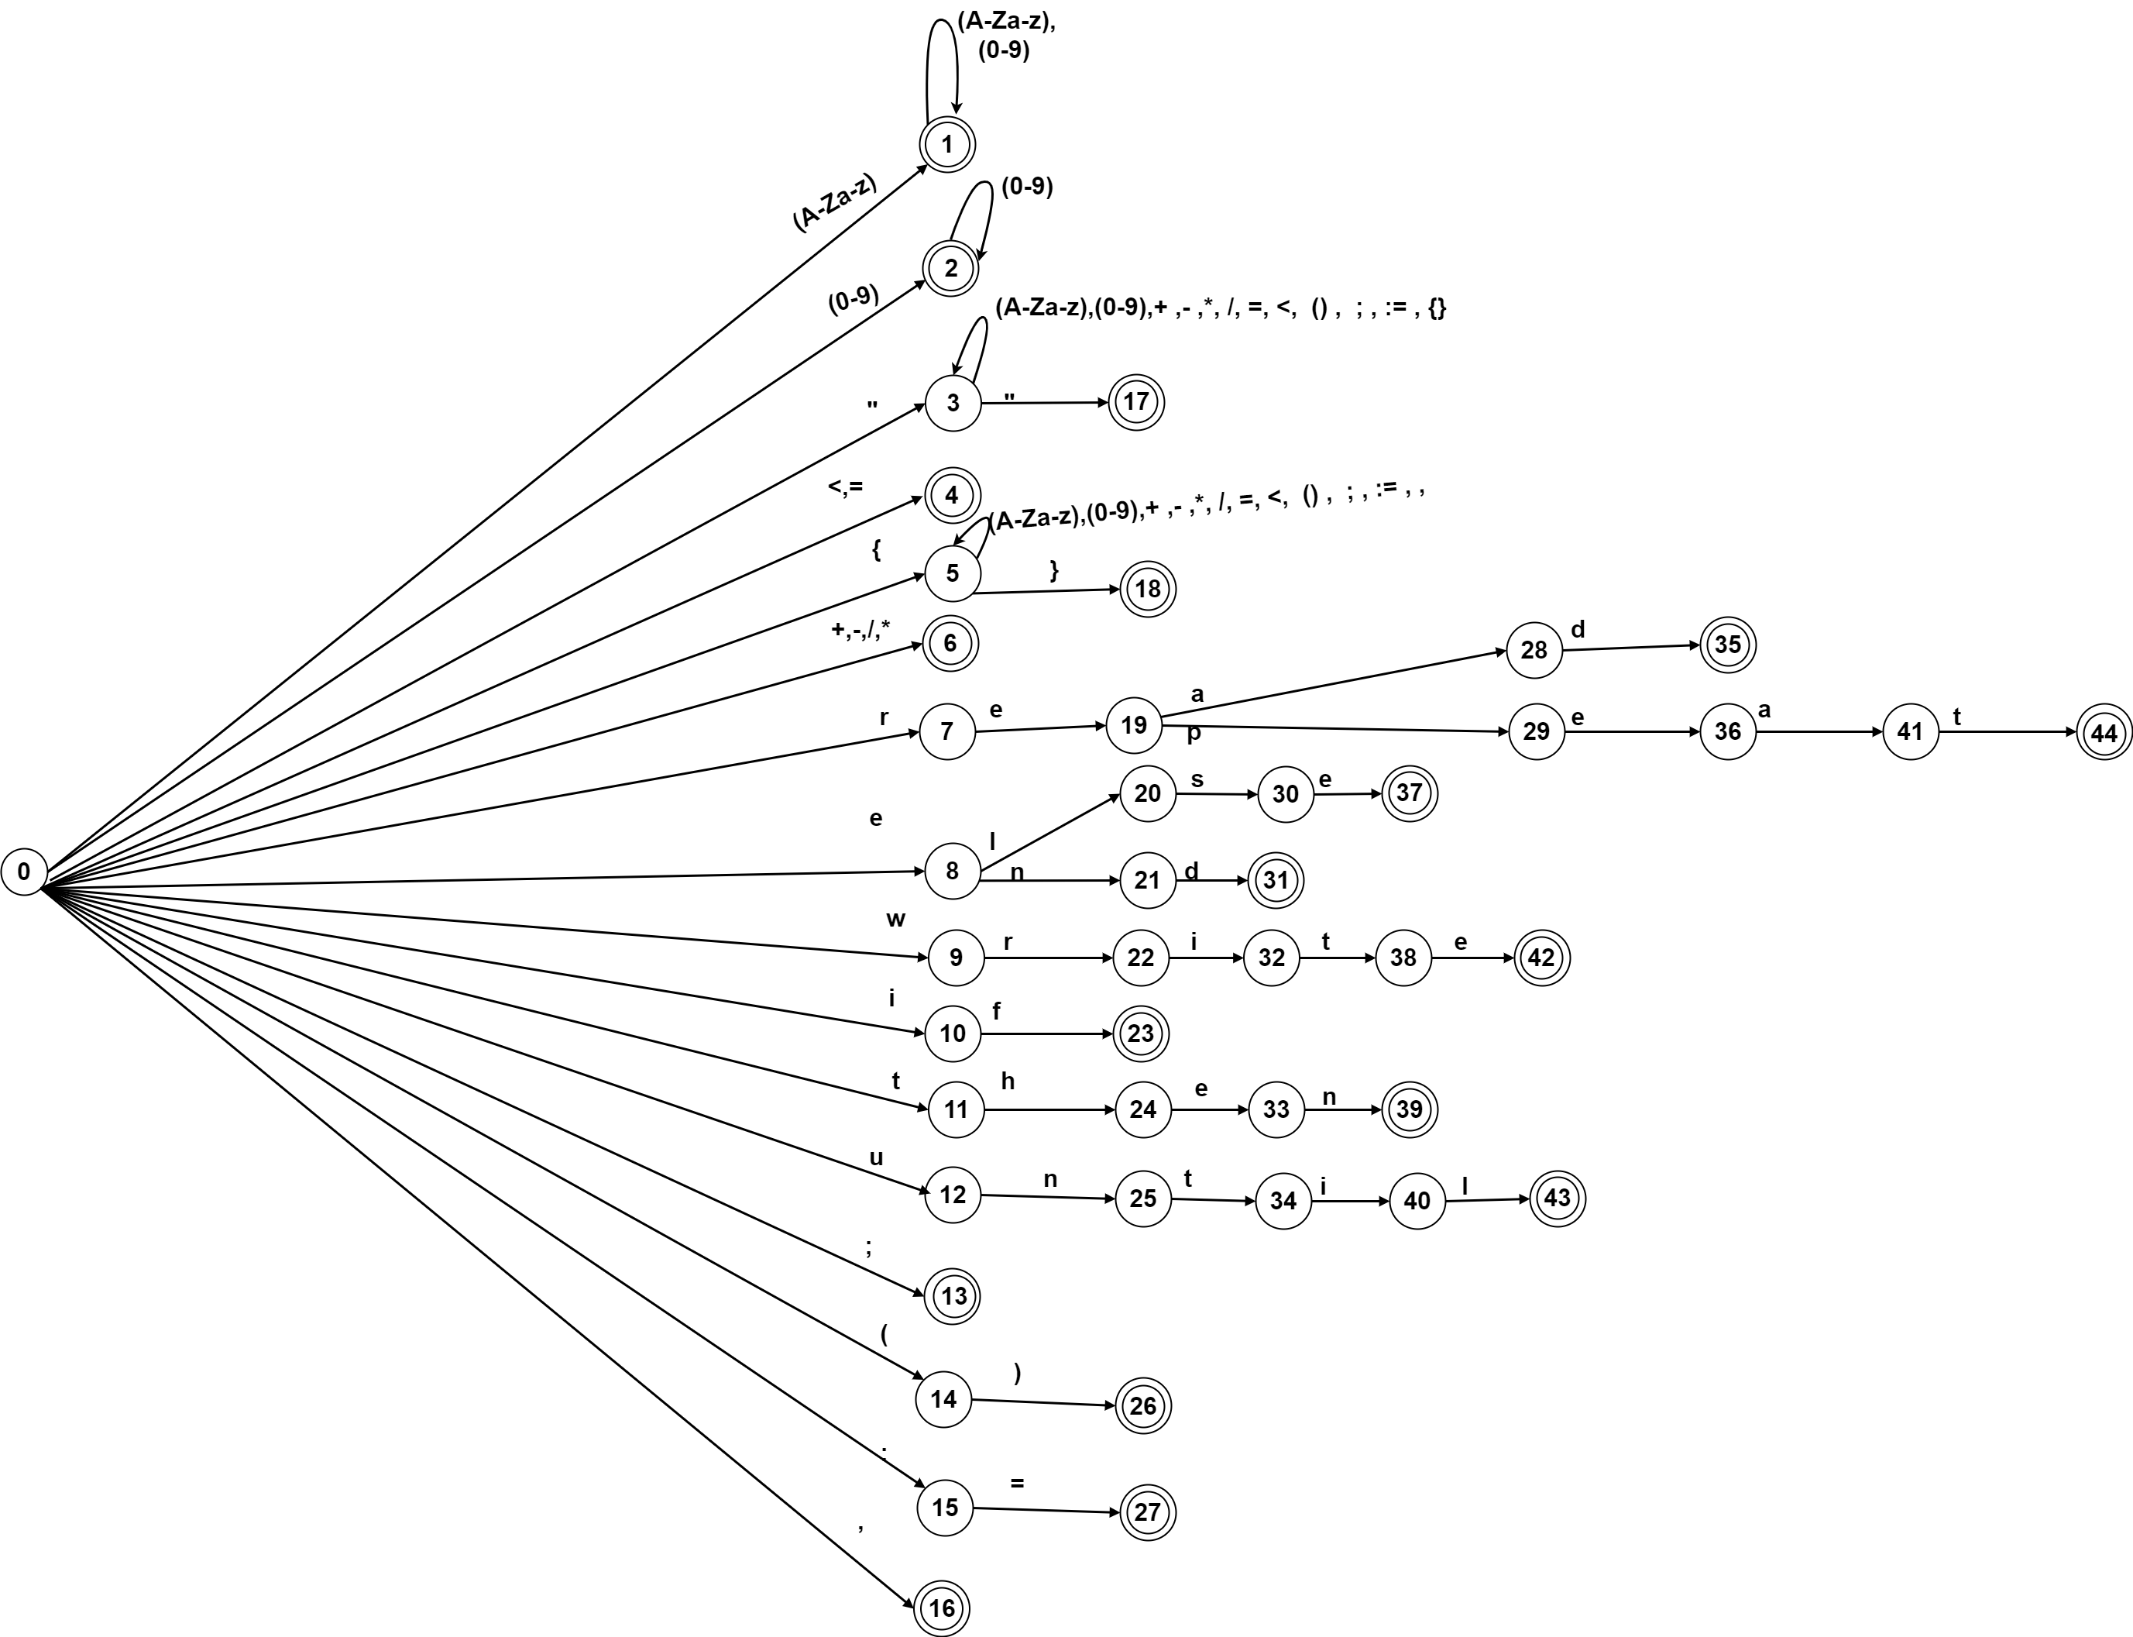 (A-Za-z),
(0-9)
1
(A-Za-z)
(0-9)
2
(0-9)
(A-Za-z),(0-9),+ ,- ,*, /, =, <, () , ; , := , {}
" 3 " 17
<,= 4
(A-Za-z),(0-9),+ ,- ,*, /, =, <, () , ; , := , ,
{ 5 } 18
+,-,/,* 6
28 d 35
r 7 e 19 a
p 29 e 36 a 41 t 44
20 s 30 e 37
e
0 8 l
n 21 d 31
w 9 r 22 i 32 t 38 e 42
i 10 f 23
t 11 h 24 e 33 n 39
u 12 n 25 t 34 i 40 l 43
; 13
( 14 ) 26
: 15 = 27
, 16